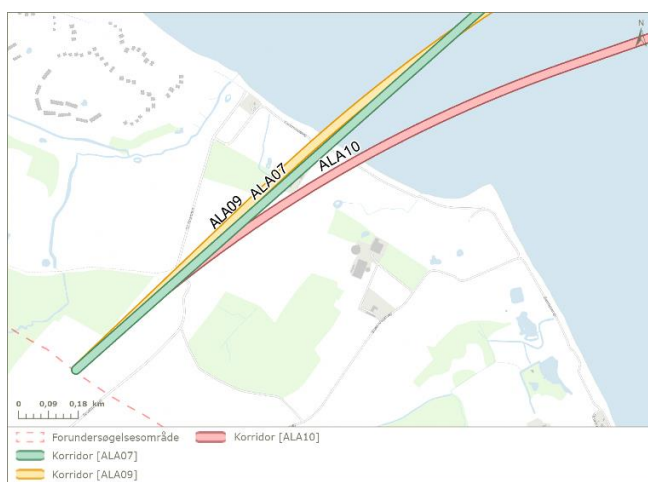 N
ALA10
ALA07
ALA09
0 0,09 0,18 km
Forundersøgelsesområde
Korridor [ALA10]
Korridor [ALA07]
Korridor [ALA09]